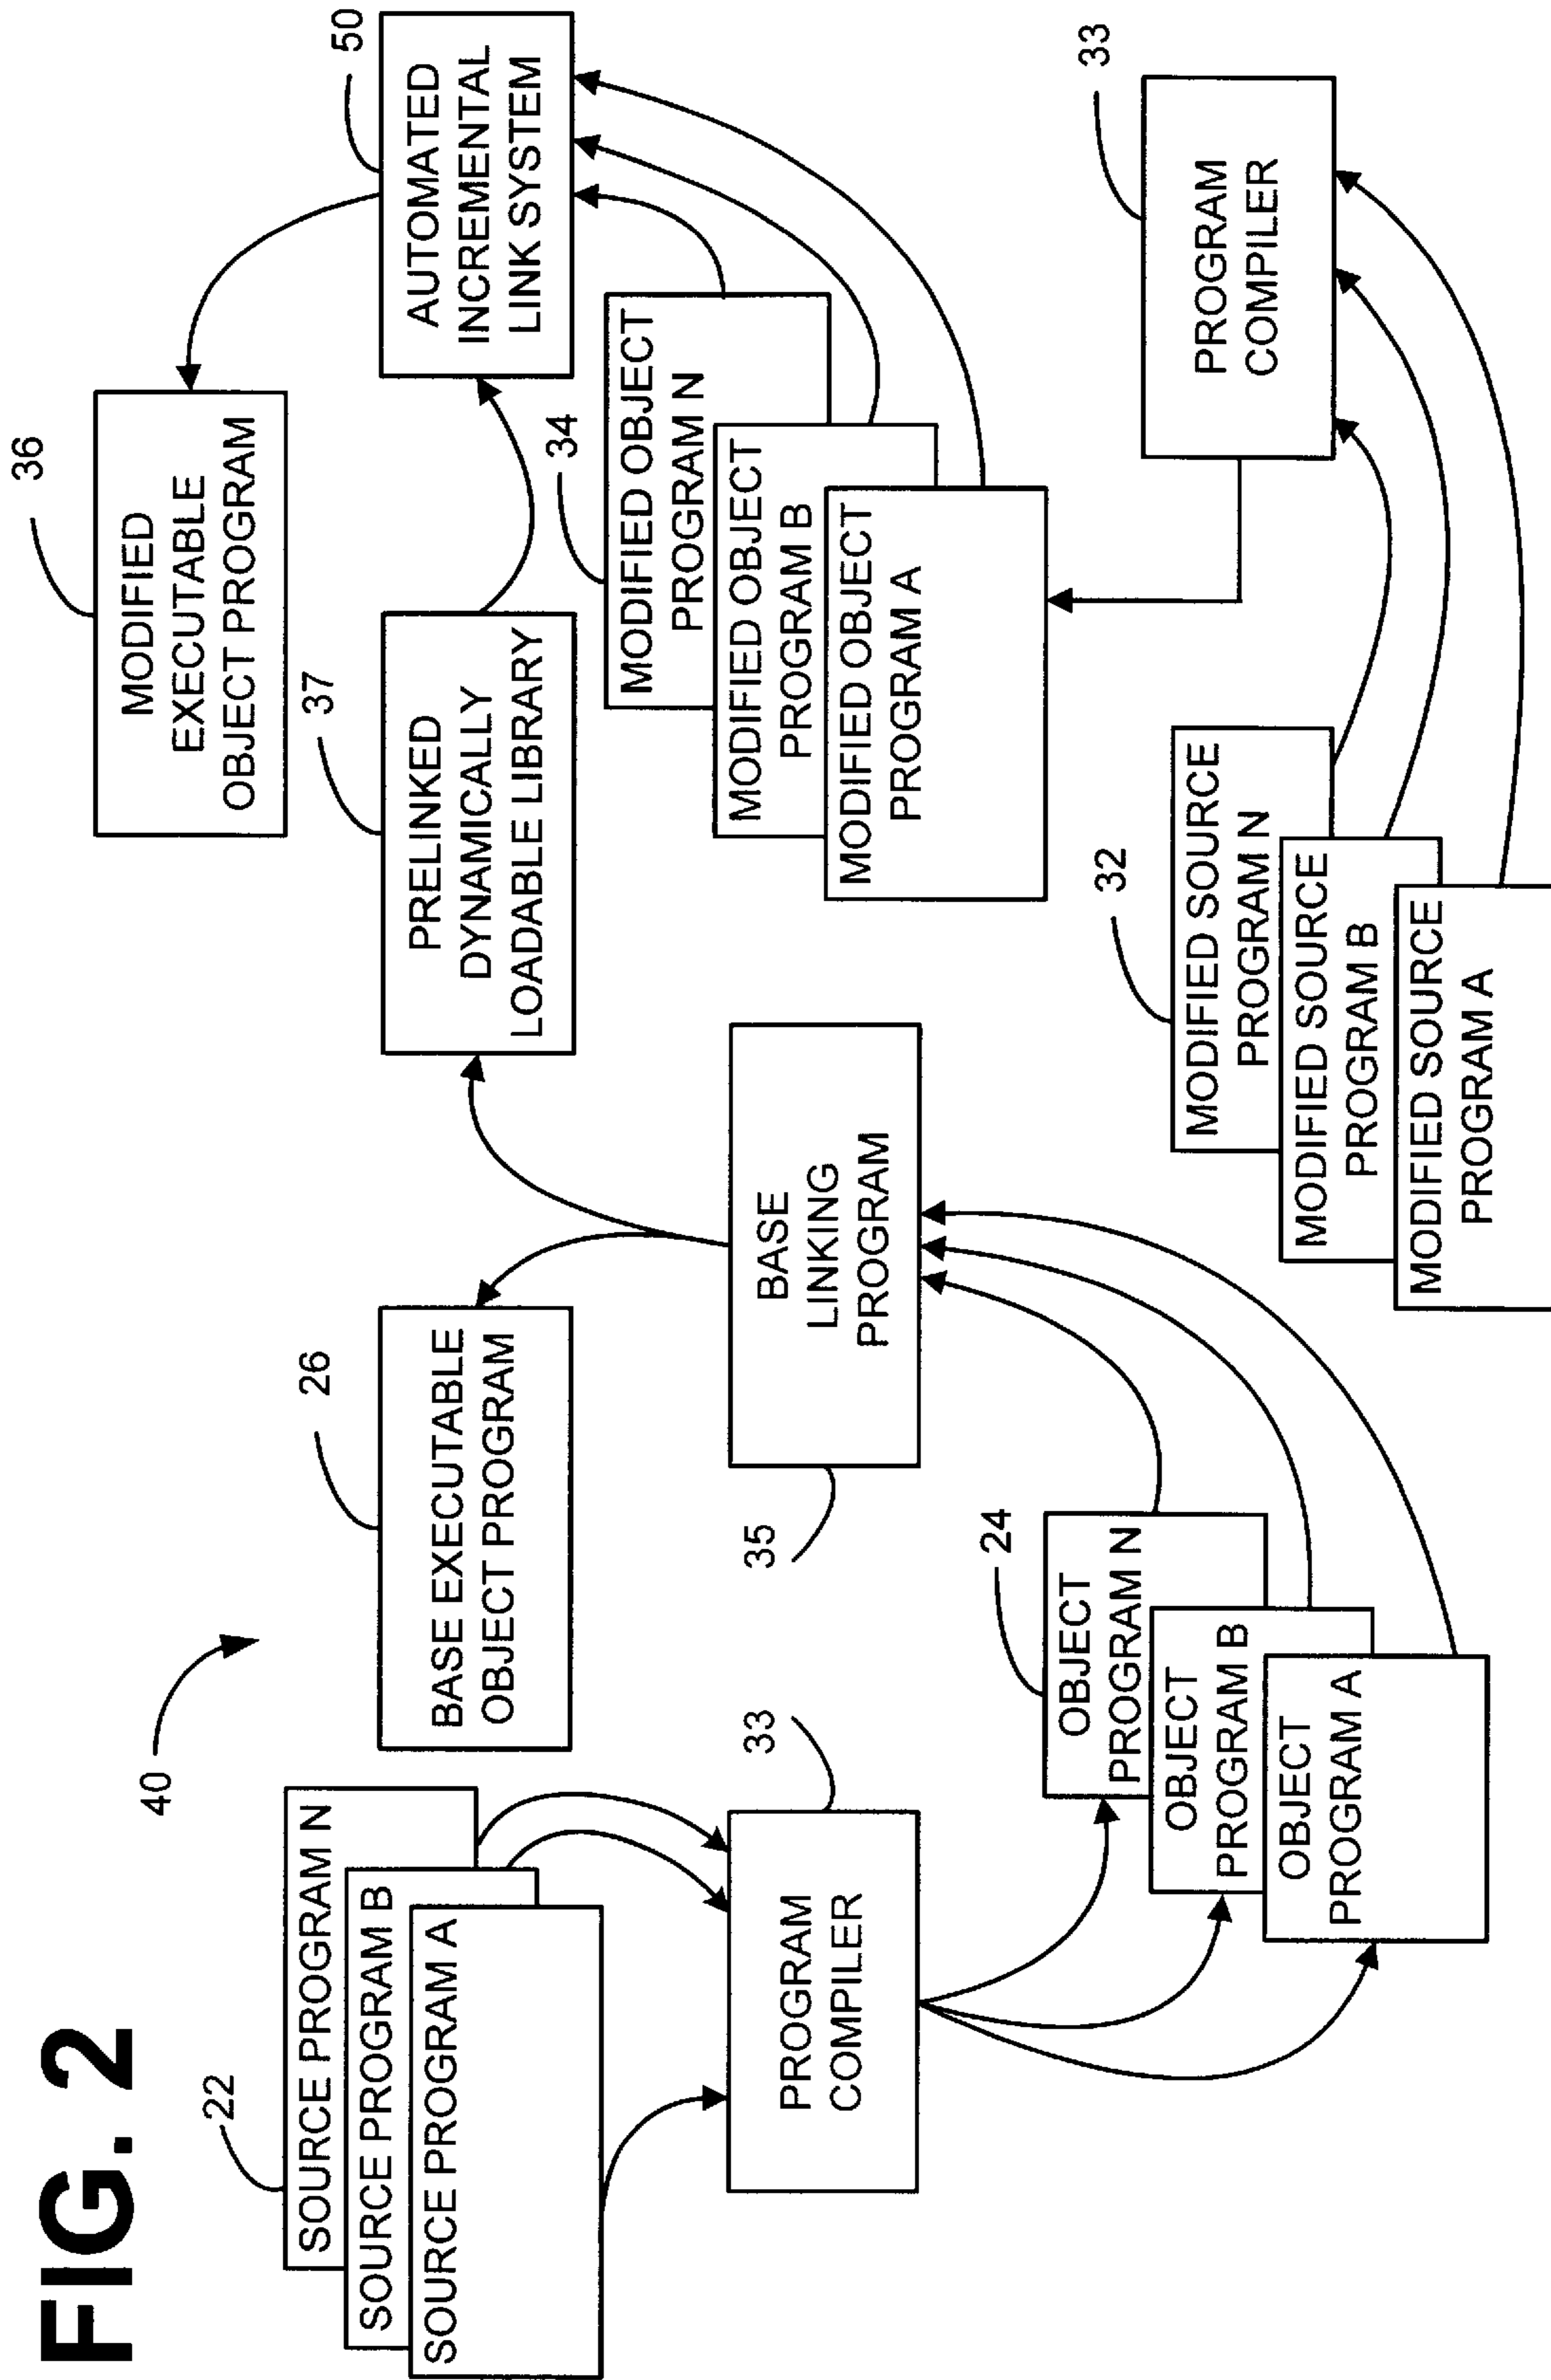 FIG. 2
40
22
SOURCE PROGRAM N
SOURCE PROGRAM B
SOURCE PROGRAM A
33
PROGRAM
COMPILER
24
OBJECT
PROGRAM N
OBJECT
PROGRAM B
OBJECT
PROGRAM A
26
BASE EXECUTABLE
OBJECT PROGRAM
35
BASE
LINKING
PROGRAM
37
PRELINKED
DYNAMICALLY
LOADABLE LIBRARY
36
MODIFIED
EXECUTABLE
OBJECT PROGRAM
50
AUTOMATED
INCREMENTAL
LINK SYSTEM
34
MODIFIED OBJECT
PROGRAM N
MODIFIED OBJECT
PROGRAM B
MODIFIED OBJECT
PROGRAM A
32
MODIFIED SOURCE
PROGRAM N
MODIFIED SOURCE
PROGRAM B
MODIFIED SOURCE
PROGRAM A
33
PROGRAM
COMPILER